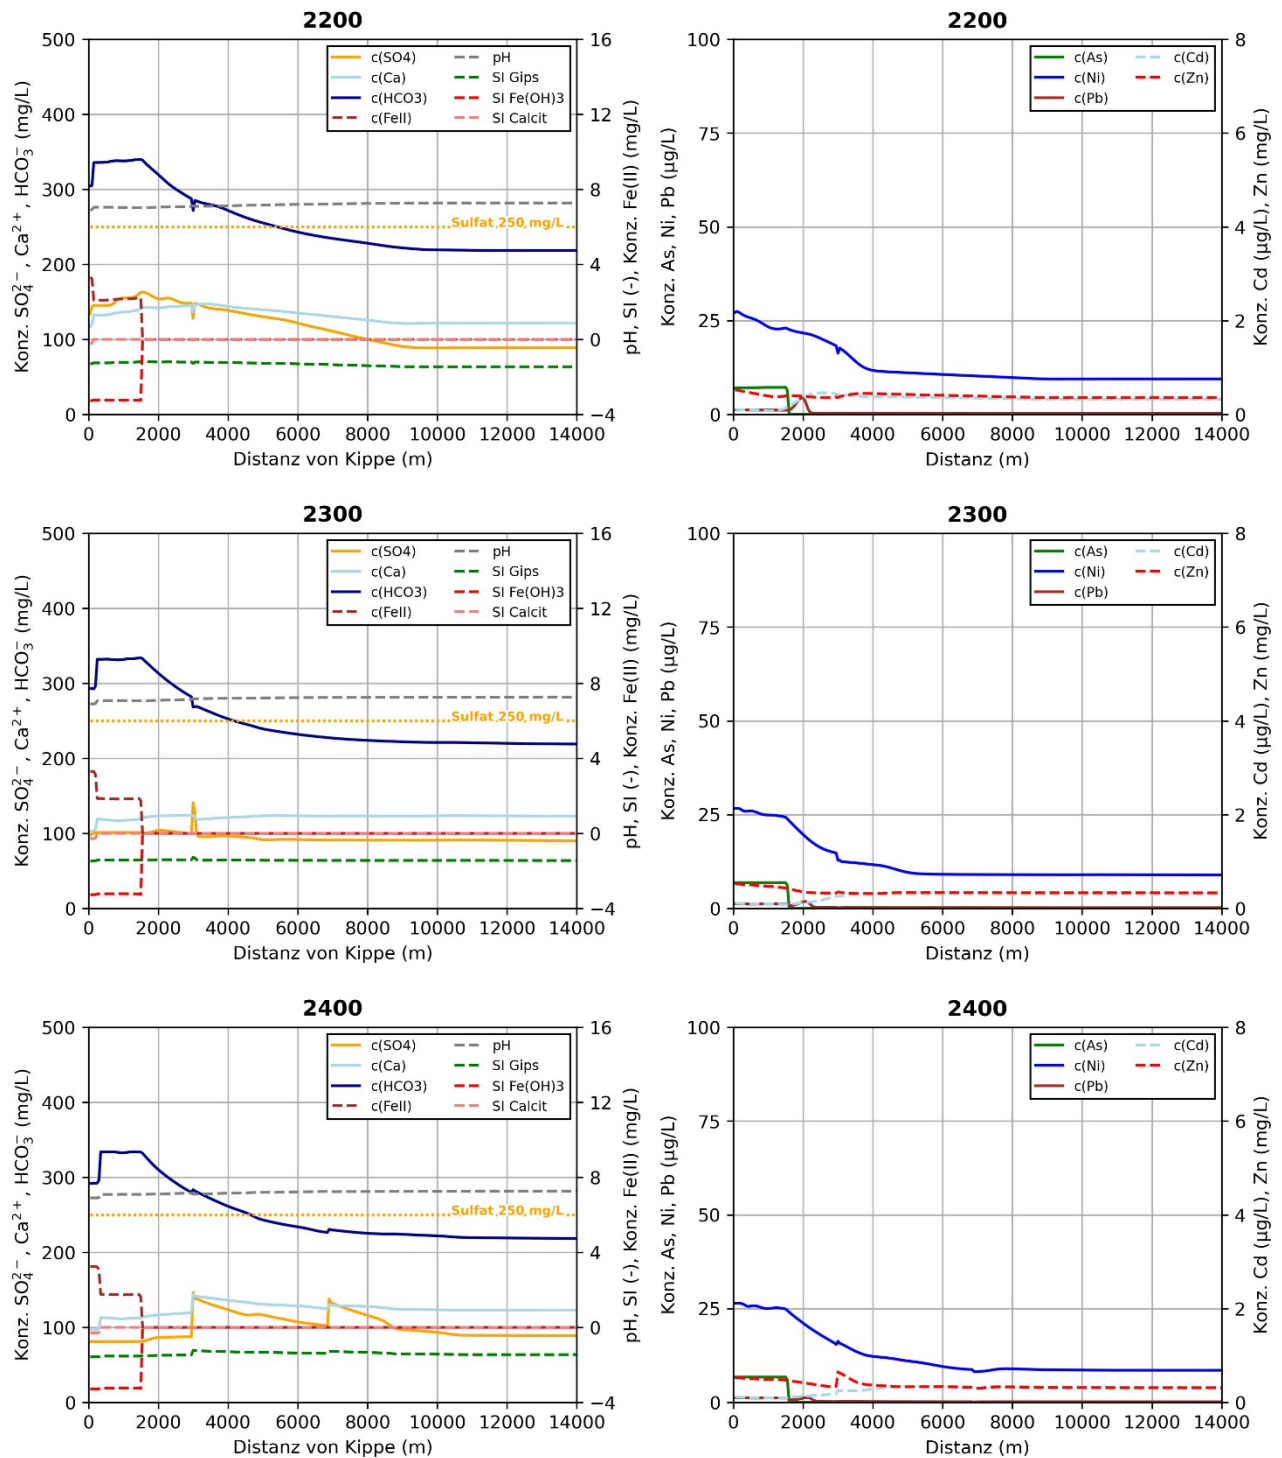 2200
500
400
300
200
100
0
Konz. SO₄²⁻, Ca²⁺, HCO₃⁻ (mg/L)
c(SO4)
c(Ca)
c(HCO3)
c(FeII)
pH
SI Gips
SI Fe(OH)3
SI Calcit
Sulfat 250 mg/L
16
12
8
4
0
−4
pH, SI (-), Konz. Fe(II) (mg/L)
0 2000 4000 6000 8000 10000 12000 14000
Distanz von Kippe (m)
2200
100
75
50
25
0
Konz. As, Ni, Pb (µg/L)
c(As)
c(Ni)
c(Pb)
c(Cd)
c(Zn)
8
6
4
2
0
Konz. Cd (µg/L), Zn (mg/L)
0 2000 4000 6000 8000 10000 12000 14000
Distanz (m)
2300
500
400
300
200
100
0
Konz. SO₄²⁻, Ca²⁺, HCO₃⁻ (mg/L)
c(SO4)
c(Ca)
c(HCO3)
c(FeII)
pH
SI Gips
SI Fe(OH)3
SI Calcit
Sulfat 250 mg/L
16
12
8
4
0
−4
pH, SI (-), Konz. Fe(II) (mg/L)
0 2000 4000 6000 8000 10000 12000 14000
Distanz von Kippe (m)
2300
100
75
50
25
0
Konz. As, Ni, Pb (µg/L)
c(As)
c(Ni)
c(Pb)
c(Cd)
c(Zn)
8
6
4
2
0
Konz. Cd (µg/L), Zn (mg/L)
0 2000 4000 6000 8000 10000 12000 14000
Distanz (m)
2400
500
400
300
200
100
0
Konz. SO₄²⁻, Ca²⁺, HCO₃⁻ (mg/L)
c(SO4)
c(Ca)
c(HCO3)
c(FeII)
pH
SI Gips
SI Fe(OH)3
SI Calcit
Sulfat 250 mg/L
16
12
8
4
0
−4
pH, SI (-), Konz. Fe(II) (mg/L)
0 2000 4000 6000 8000 10000 12000 14000
Distanz von Kippe (m)
2400
100
75
50
25
0
Konz. As, Ni, Pb (µg/L)
c(As)
c(Ni)
c(Pb)
c(Cd)
c(Zn)
8
6
4
2
0
Konz. Cd (µg/L), Zn (mg/L)
0 2000 4000 6000 8000 10000 12000 14000
Distanz (m)